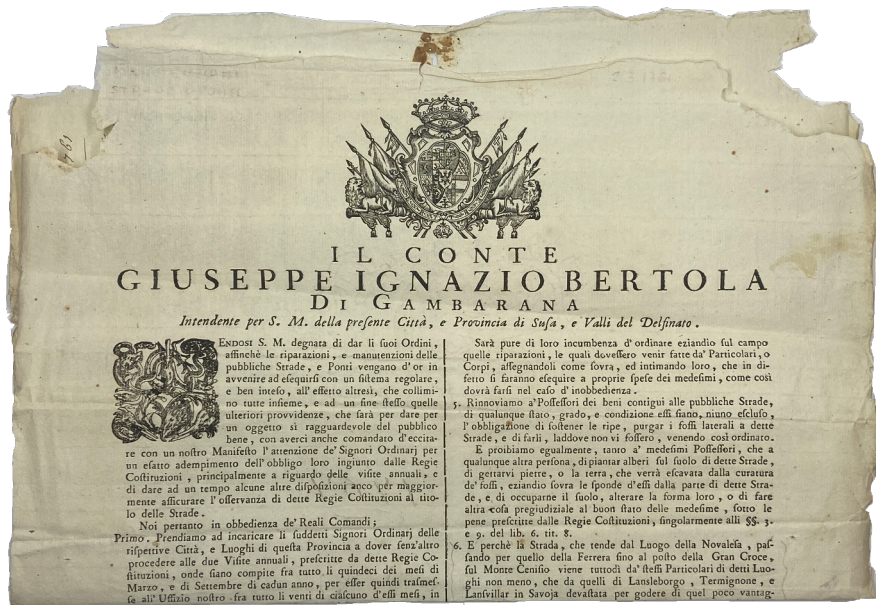 IL CONTE
GIUSEPPE IGNAZIO BERTOLA
DI GAMBARANA
Intendente per S. M. della presente Città, e Provincia di Susa, e Valli del Delfinato.
ENDOSI S. M. degnata di dar li suoi Ordini,
affinchè le riparazioni, e manutenzioni delle
pubbliche Strade, e Ponti vengano d'or in
avvenire ad esequirsi con un sistema regolare,
e ben inteso, all'effetto altresì, che collimi-
no tutte insieme, e ad un fine stesso quelle
ulteriori provvidenze, che sarà per dare per
un oggetto sì ragguardevole del pubblico
bene, con averci anche comandato d'eccita-
re con un nostro Manifesto l'attenzione de' Signori Ordinarj per
un esatto adempimento dell'obbligo loro ingiunto dalle Regie
Costituzioni, principalmente a riguardo delle visite annuali, e
di dare ad un tempo alcune altre disposizioni anco per maggior-
mente assicurare l'osservanza di dette Regie Costituzioni al tito-
lo delle Strade.
Noi pertanto in obbedienza de' Reali Comandi;
Primo. Prendiamo ad incaricare li suddetti Signori Ordinarj delle
rispettive Città, e Luoghi di questa Provincia a dover senz'altro
procedere alle due Visite annuali, prescritte da dette Regie Co-
stituzioni, onde siano compite fra tutto li quindeci dei mesi di
Marzo, e di Settembre di cadun anno, per esser quindi trasmes-
se all'Uffizio nostro fra tutto li venti di ciascuno d'essi mesi, in
Sarà pure di loro incumbenza d'ordinare eziandio sul campo
quelle riparazioni, le quali dovessero venir fatte da' Particolari, o
Corpi, assegnandoli come sovra, ed intimando loro, che in di-
fetto si faranno esequire a proprie spese dei medesimi, come così
dovrà farsi nel caso d'inobbedienza.
5. Rinnoviamo a' Possessori dei beni contigui alle pubbliche Strade,
di qualunque stato, grado, e condizione essi siano, niuno escluso,
l'obbligazione di sostener le ripe, purgar i fossi laterali a dette
Strade, e di farli, laddove non vi fossero, venendo così ordinato.
E proibiamo egualmente, tanto a' medesimi Possessori, che a
qualunque altra persona, di piantar alberi sul suolo di dette Strade,
di gettarvi pietre, o la terra, che verrà escavata dalla curatura
de' fossi, eziandio sovra le sponde d'essi dalla parte di dette Stra-
de, e di occuparne il suolo, alterare la forma loro, o di fare
altra cosa pregiudiziale al buon stato delle medesime, sotto le
pene prescritte dalle Regie Costituzioni, singolarmente alli §§. 3.
e 9. del lib. 6. tit. 8.
6. E perchè la Strada, che tende dal Luogo della Novalesa, pas-
sando per quello della Ferrera sino al posto della Gran Croce,
sul Monte Cenisio viene tuttodì da' stessi Particolari di detti Luo-
ghi non meno, che da quelli di Lansleborgo, Termignone, e
Lansvillar in Savoja devastata per godere di quel poco vantag-